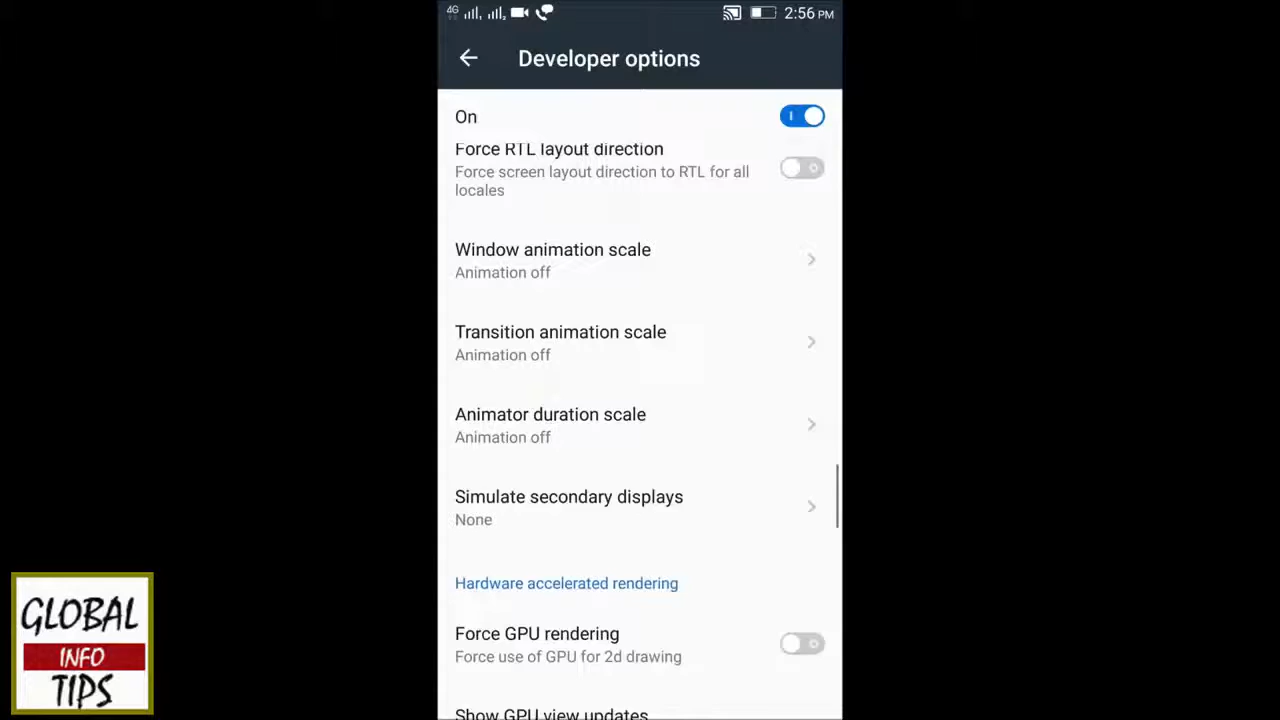 4G 2:56 PM
Developer options
On
Force RTL layout direction
Force screen layout direction to RTL for all
locales
Window animation scale
Animation off
Transition animation scale
Animation off
Animator duration scale
Animation off
Simulate secondary displays
None
Hardware accelerated rendering
Force GPU rendering
Force use of GPU for 2d drawing
Show GPU view updates
GLOBAL
INFO
TIPS